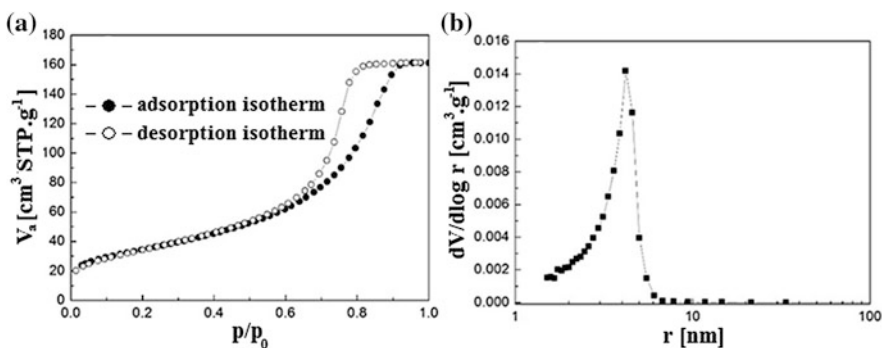 (a)
180
160
140
120
100
80
60
40
20
0
Vₐ [cm³ STP·g⁻¹]
–●– adsorption isotherm
–○– desorption isotherm
0.0 0.2 0.4 0.6 0.8 1.0
p/p₀
(b)
0.016
0.014
0.012
0.010
0.008
0.006
0.004
0.002
0.000
dV/dlog r [cm³·g⁻¹]
1 10 100
r [nm]